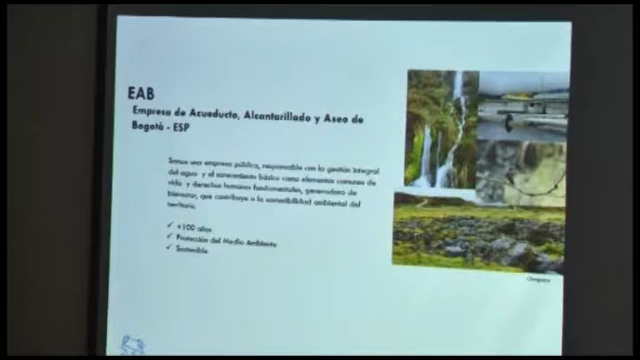 EAB
Empresa de Acueducto, Alcantarillado y Aseo de
Bogotá - ESP
Somos una empresa pública, responsable con la gestión integral
del agua y el saneamiento básico como elementos comunes de
vida y derechos humanos fundamentales, generadora de
bienestar, que contribuye a la sostenibilidad ambiental del
territorio.
✓ +100 años
✓ Protección del Medio Ambiente
✓ Sostenible
Chingaza